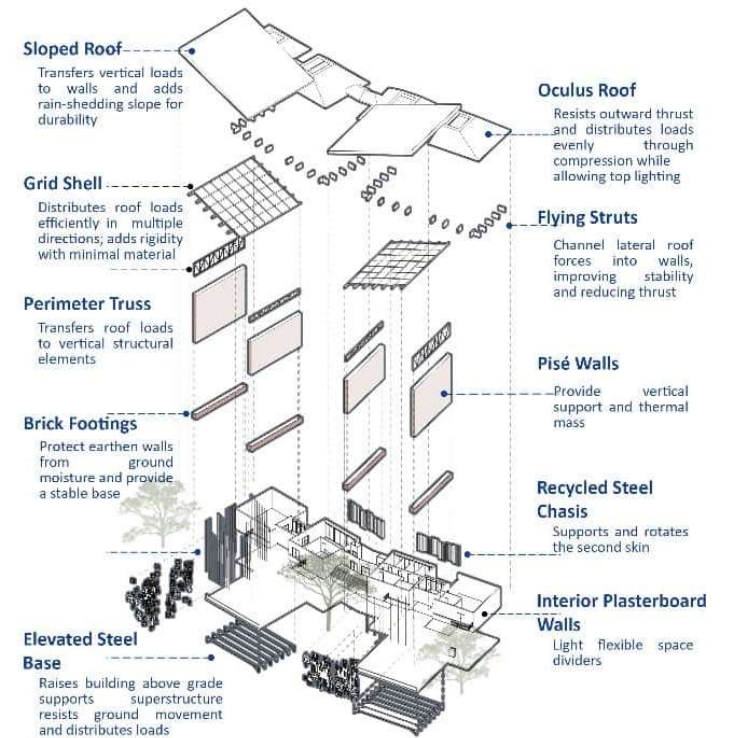 Sloped Roof
Transfers vertical loads
to walls and adds
rain-shedding slope for
durability
Grid Shell
Distributes roof loads
efficiently in multiple
directions; adds rigidity
with minimal material
Perimeter Truss
Transfers roof loads
to vertical structural
elements
Brick Footings
Protect earthen walls
from ground
moisture and provide
a stable base
Elevated Steel
Base
Raises building above grade
supports superstructure
resists ground movement
and distributes loads
Oculus Roof
Resists outward thrust
and distributes loads
evenly through
compression while
allowing top lighting
Flying Struts
Channel lateral roof
forces into walls,
improving stability
and reducing thrust
Pisé Walls
Provide vertical
support and thermal
mass
Recycled Steel
Chasis
Supports and rotates
the second skin
Interior Plasterboard
Walls
Light flexible space
dividers